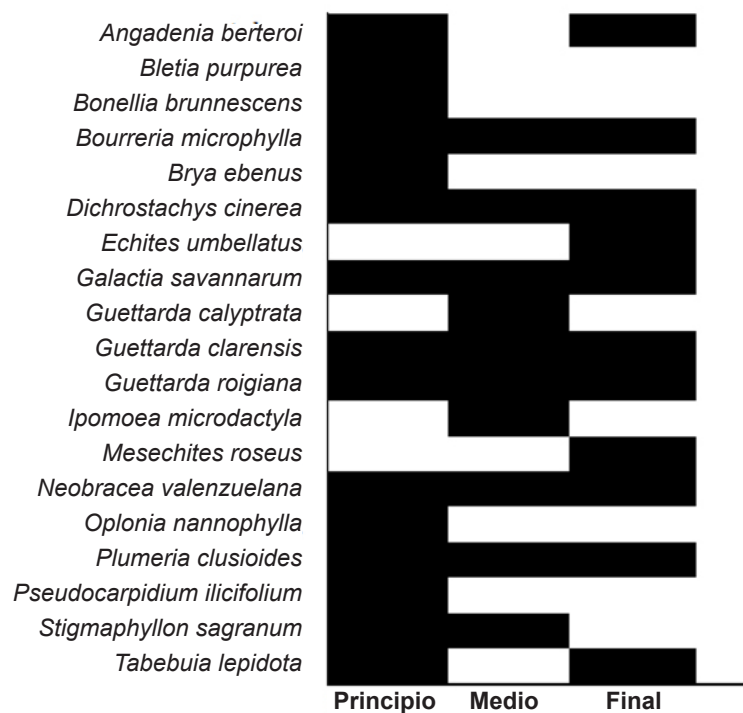 Angadenia berteroi
Bletia purpurea
Bonellia brunnescens
Bourreria microphylla
Brya ebenus
Dichrostachys cinerea
Echites umbellatus
Galactia savannarum
Guettarda calyptrata
Guettarda clarensis
Guettarda roigiana
Ipomoea microdactyla
Mesechites roseus
Neobracea valenzuelana
Oplonia nannophylla
Plumeria clusioides
Pseudocarpidium ilicifolium
Stigmaphyllon sagranum
Tabebuia lepidota
Principio Medio Final